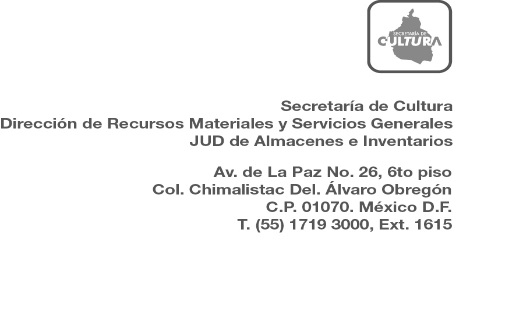 SECRETARÍA DE
CULTURA
Secretaría de Cultura
Dirección de Recursos Materiales y Servicios Generales
JUD de Almacenes e Inventarios
Av. de La Paz No. 26, 6to piso
Col. Chimalistac Del. Álvaro Obregón
C.P. 01070. México D.F.
T. (55) 1719 3000, Ext. 1615